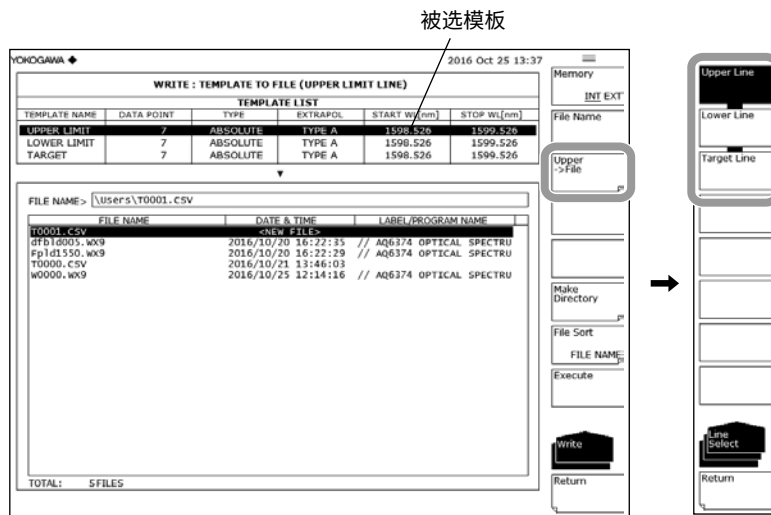 被选模板
YOKOGAWA ◆ 2016 Oct 25 13:37
WRITE : TEMPLATE TO FILE (UPPER LIMIT LINE)
TEMPLATE LIST
TEMPLATE NAME DATA POINT TYPE EXTRAPOL START WL[nm] STOP WL[nm]
UPPER LIMIT 7 ABSOLUTE TYPE A 1598.526 1599.526
LOWER LIMIT 7 ABSOLUTE TYPE A 1598.526 1599.526
TARGET 7 ABSOLUTE TYPE A 1598.526 1599.526
FILE NAME> \Users\T0001.CSV
FILE NAME DATE & TIME LABEL/PROGRAM NAME
T0001.CSV <NEW FILE>
dfbld005.WX9 2016/10/20 16:22:35 // AQ6374 OPTICAL SPECTRU
Fpld1550.WX9 2016/10/20 16:22:29 // AQ6374 OPTICAL SPECTRU
T0000.CSV 2016/10/21 13:46:03
W0000.WX9 2016/10/25 12:14:16 // AQ6374 OPTICAL SPECTRU
TOTAL: 5FILES
Memory
INT EXT
File Name
Upper
->File
Make
Directory
File Sort
FILE NAME
Execute
Write
Return
Upper Line
Lower Line
Target Line
Line
Select
Return